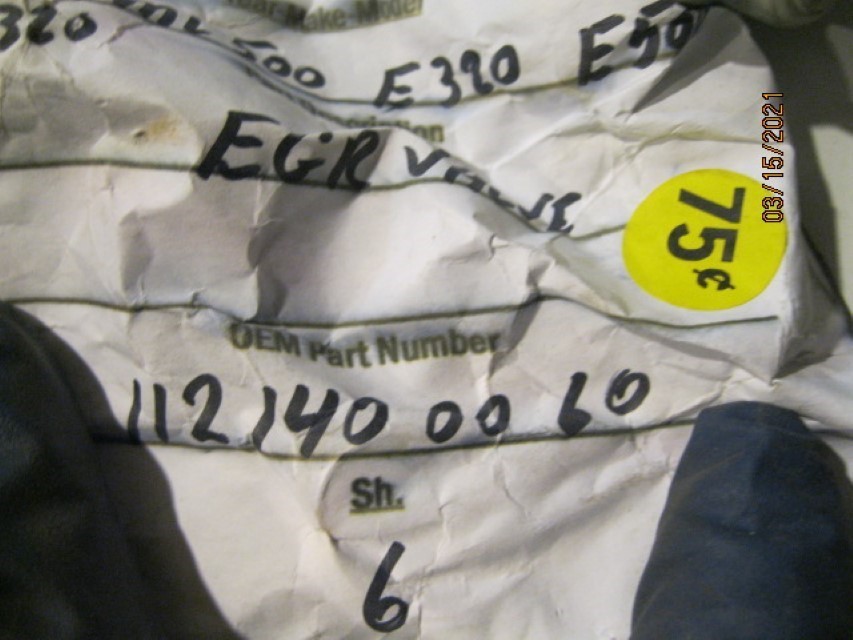 Year Make Model
320 500 E320 E50
EGR VALVE
75¢
03/15/2021
OEM Part Number
112 140 00 60
Sh.
6